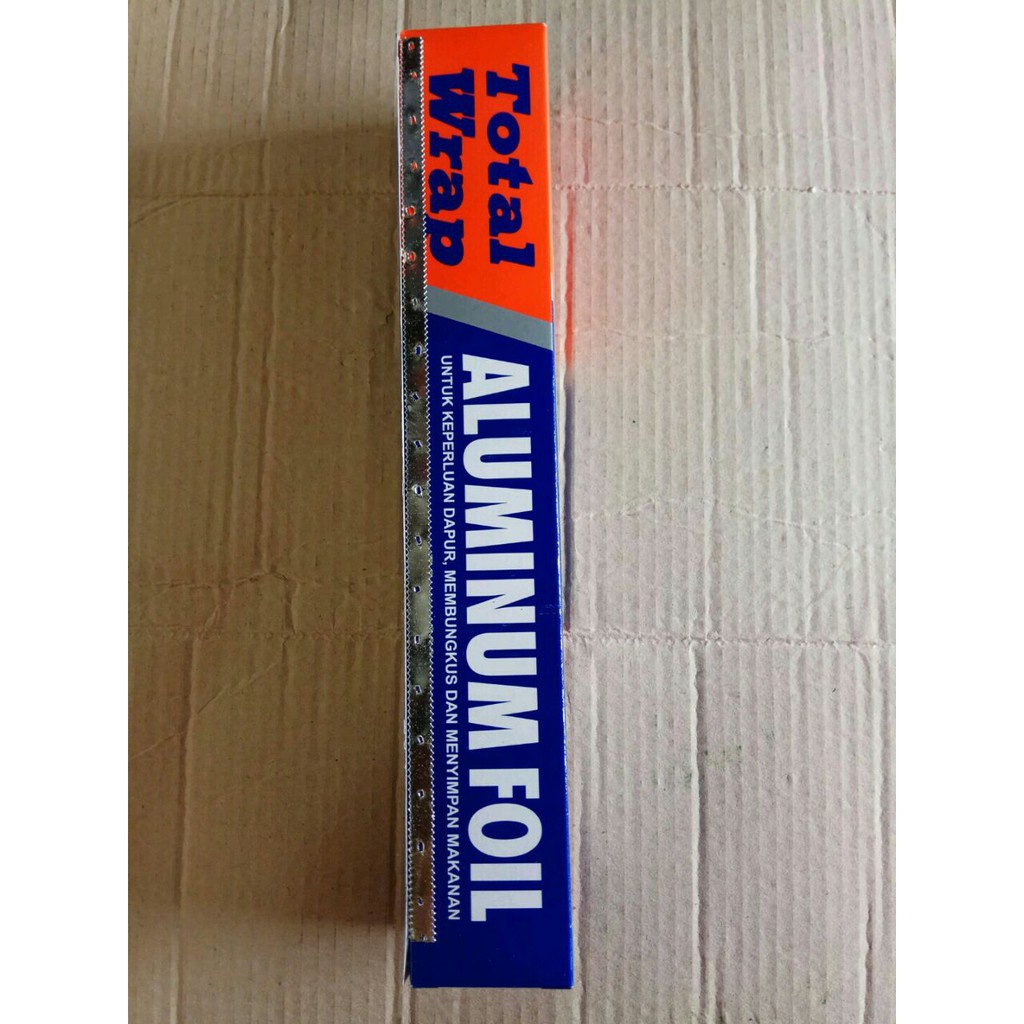 Total
Wrap
ALUMINUM FOIL
UNTUK KEPERLUAN DAPUR, MEMBUNGKUS DAN MENYIMPAN MAKANAN